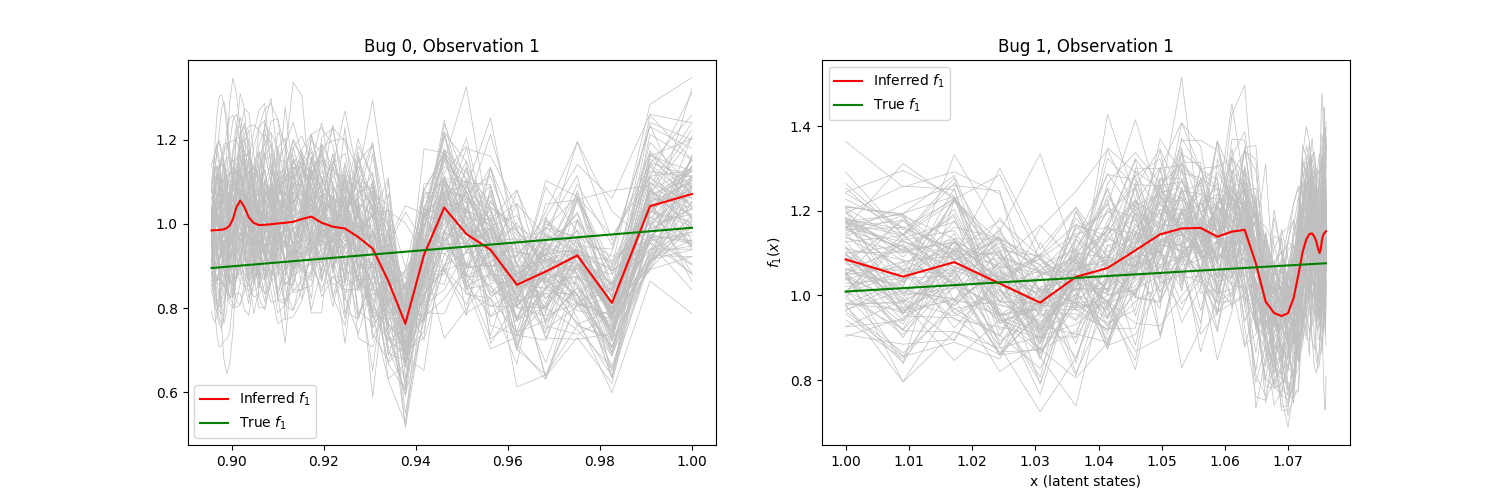 Bug 0, Observation 1
1.2
1.0
0.8
0.6
Inferred f₁
True f₁
0.90 0.92 0.94 0.96 0.98 1.00
Bug 1, Observation 1
Inferred f₁
True f₁
f₁(x)
1.4
1.2
1.0
0.8
1.00 1.01 1.02 1.03 1.04 1.05 1.06 1.07
x (latent states)